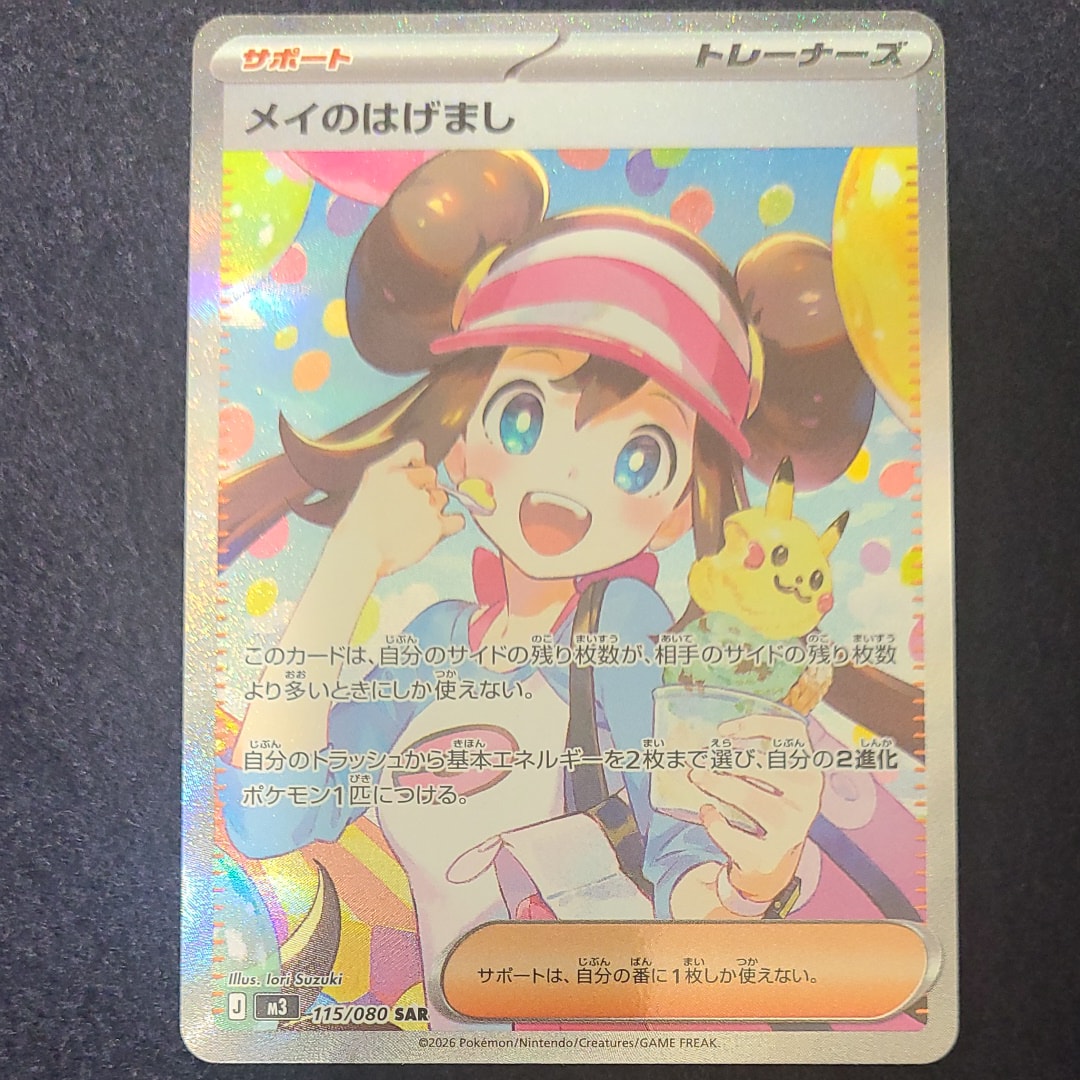 サポート
トレーナーズ
メイのはげまし
このカードは、自分のサイドの残り枚数が、相手のサイドの残り枚数
より多いときにしか使えない。
自分のトラッシュから基本エネルギーを2枚まで選び、自分の2進化
ポケモン1匹につける。
サポートは、自分の番に1枚しか使えない。
Illus. Iori Suzuki
J m3 115/080 SAR
©2026 Pokémon/Nintendo/Creatures/GAME FREAK.